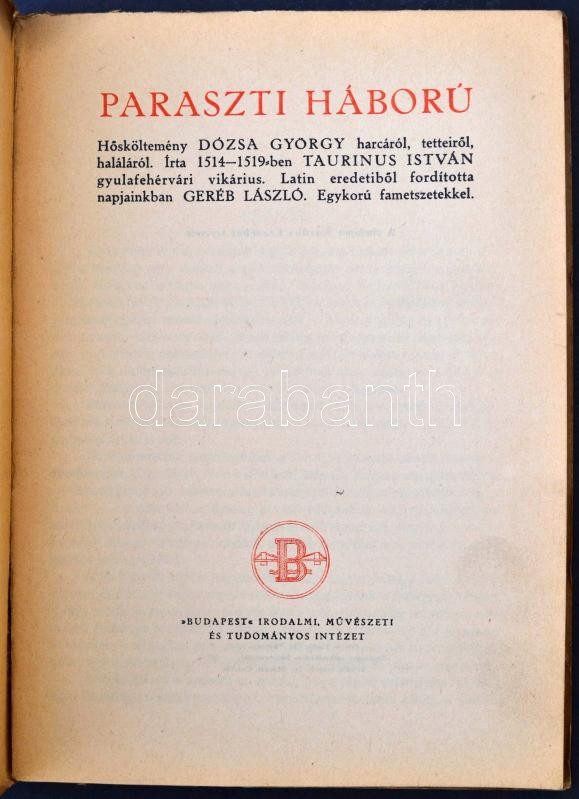 PARASZTI HÁBORÚ
Hősköltemény DÓZSA GYÖRGY harcáról, tetteiről,
haláláról. Írta 1514—1519-ben TAURINUS ISTVÁN
gyulafehérvári vikárius. Latin eredetiből fordította
napjainkban GERÉB LÁSZLÓ. Egykorú fametszetekkel.
darabanth
B
»BUDAPEST« IRODALMI, MŰVÉSZETI
ÉS TUDOMÁNYOS INTÉZET